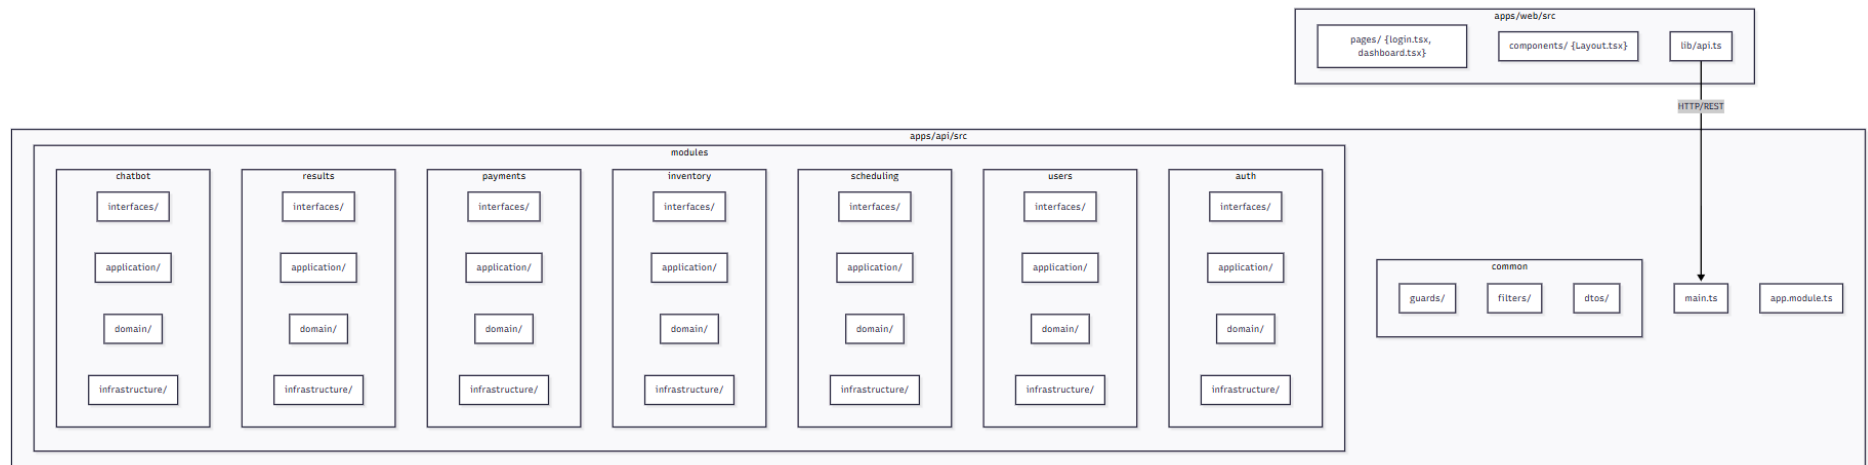 apps/web/src
pages/ {login.tsx,
dashboard.tsx}
components/ {Layout.tsx}
lib/api.ts
HTTP/REST
apps/api/src
modules
chatbot
interfaces/
application/
domain/
infrastructure/
results
interfaces/
application/
domain/
infrastructure/
payments
interfaces/
application/
domain/
infrastructure/
inventory
interfaces/
application/
domain/
infrastructure/
scheduling
interfaces/
application/
domain/
infrastructure/
users
interfaces/
application/
domain/
infrastructure/
auth
interfaces/
application/
domain/
infrastructure/
common
guards/
filters/
dtos/
main.ts
app.module.ts